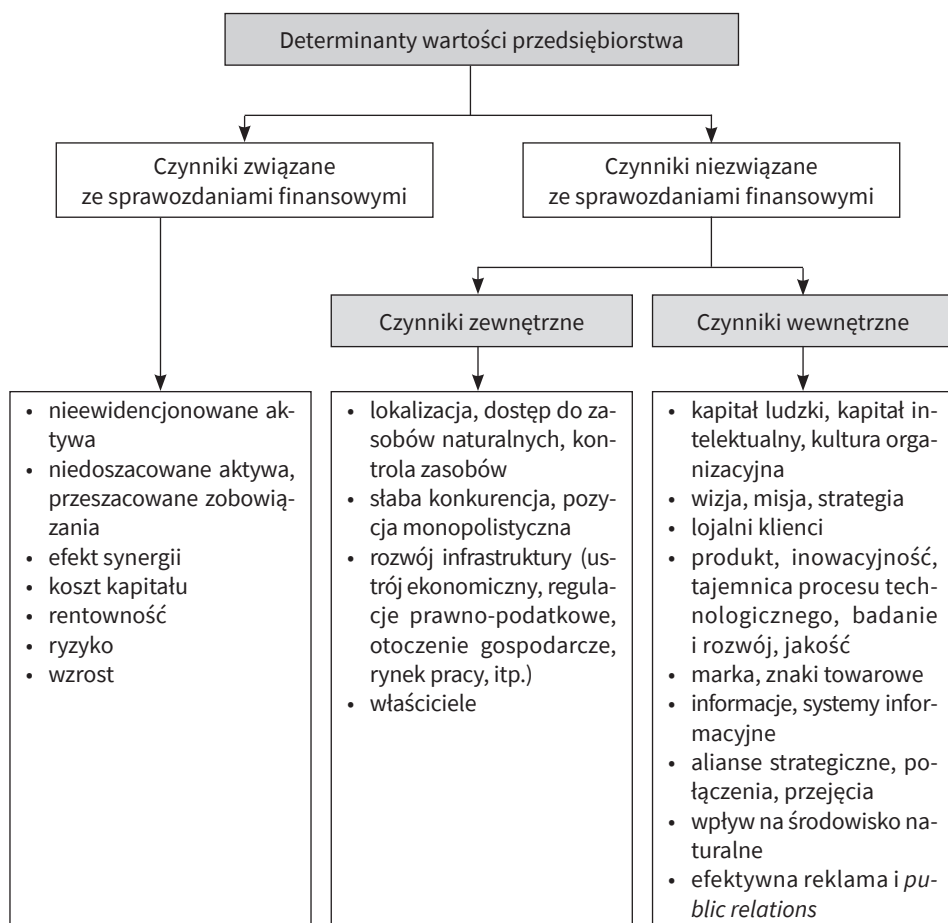 Determinanty wartości przedsiębiorstwa
Czynniki związane
ze sprawozdaniami finansowymi
Czynniki niezwiązane
ze sprawozdaniami finansowymi
Czynniki zewnętrzne
Czynniki wewnętrzne
• nieewidencjonowane ak-
tywa
• niedoszacowane aktywa,
przeszacowane zobowią-
zania
• efekt synergii
• koszt kapitału
• rentowność
• ryzyko
• wzrost
• lokalizacja, dostęp do za-
sobów naturalnych, kon-
trola zasobów
• słaba konkurencja, pozy-
cja monopolistyczna
• rozwój infrastruktury (us-
trój ekonomiczny, regula-
cje prawno-podatkowe,
otoczenie gospodarcze,
rynek pracy, itp.)
• właściciele
• kapitał ludzki, kapitał in-
telektualny, kultura orga-
nizacyjna
• wizja, misja, strategia
• lojalni klienci
• produkt, inowacyjność,
tajemnica procesu tech-
nologicznego, badanie
i rozwój, jakość
• marka, znaki towarowe
• informacje, systemy infor-
macyjne
• alianse strategiczne, po-
łączenia, przejęcia
• wpływ na środowisko na-
turalne
• efektywna reklama i pu-
blic relations